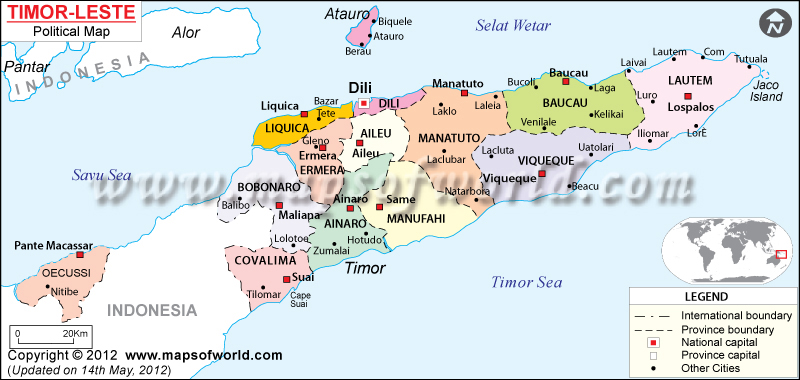 TIMOR-LESTE
Political Map
Atauro
Biquele
Atauro
Berau
Selat Wetar
N
Alor
Pantar
INDONESIA
Dili
Manatuto
Bucoli
Baucau
Laivai
Lautem
Com
Tutuala
Jaco
Island
Liquica
Bazar
Tete
DILI
Laklo
Laleia
Laga
BAUCAU
Luro
LAUTEM
Lospalos
LIQUICA
AILEU
Aileu
MANATUTO
Venilale
Kelikai
Iliomar
LorE
Gleno
Ermera
ERMERA
Laclubar
Lacluta
Uatolari
VIQUEQUE
Viqueque
Beacu
Savu Sea
www.mapsofworld.com
BOBONARO
Balibo
Maliapa
Ainaro
Same
Natarbora
AINARO
MANUFAHI
Lolotoe
Hotudo
Zumalai
Pante Macassar
OECUSSI
Nitibe
COVALIMA
Suai
Tilomar
Cape
Suai
Timor
Timor Sea
INDONESIA
0 20Km
LEGEND
International boundary
Province boundary
National capital
Province capital
Other Cities
Copyright © 2012 www.mapsofworld.com
(Updated on 14th May, 2012)